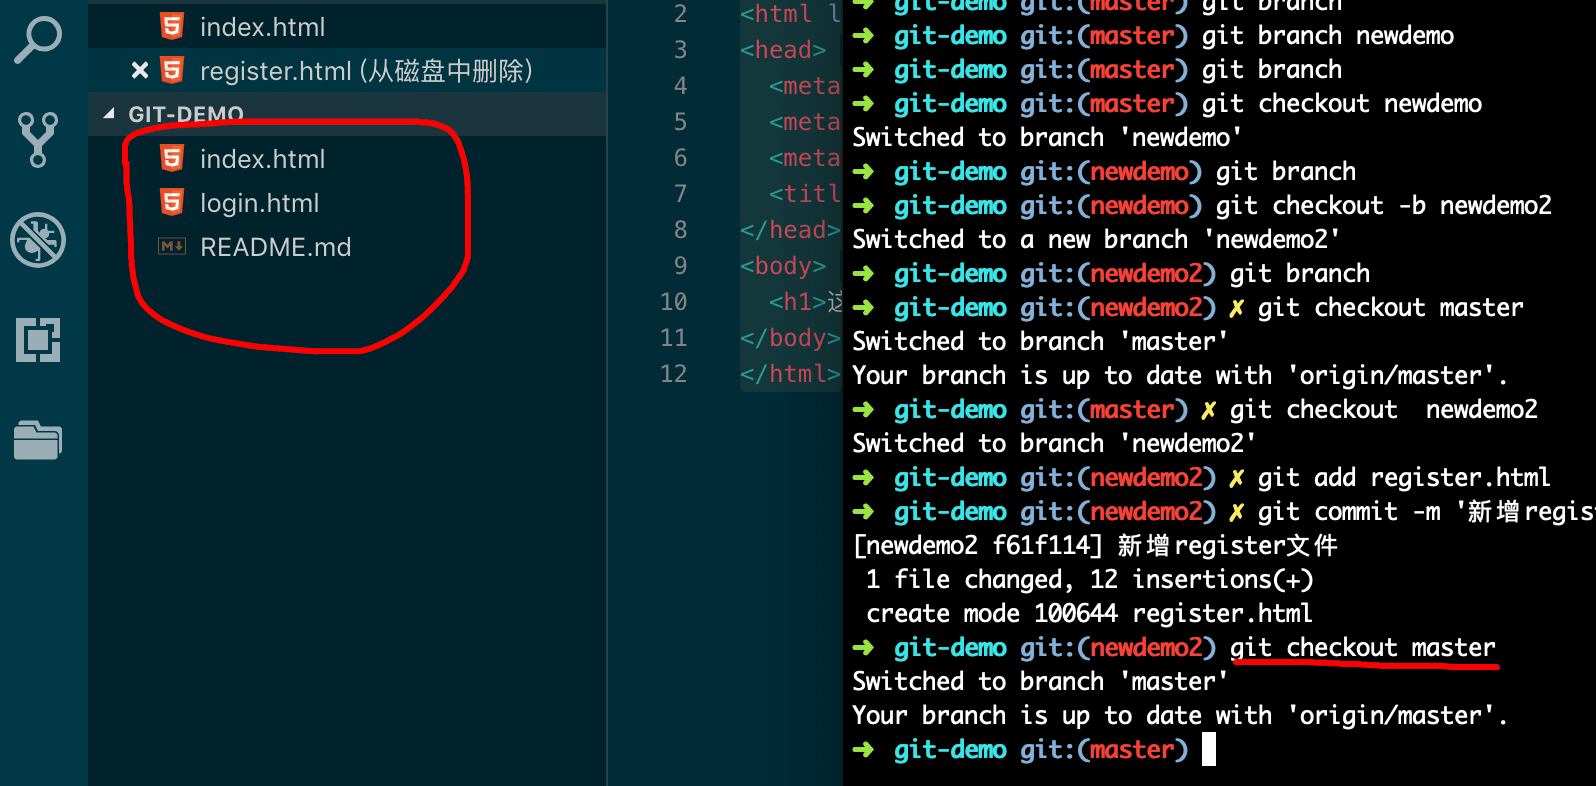 index.html
register.html (从磁盘中删除)
GIT-DEMO
index.html
login.html
README.md
2 <html l
3 <head>
4 <meta
5 <meta
6 <meta
7 <titl
8 </head>
9 <body>
10 <h1>这
11 </body>
12 </html>
➜ git-demo git:(master) git branch
➜ git-demo git:(master) git branch newdemo
➜ git-demo git:(master) git branch
➜ git-demo git:(master) git checkout newdemo
Switched to branch 'newdemo'
➜ git-demo git:(newdemo) git branch
➜ git-demo git:(newdemo) git checkout -b newdemo2
Switched to a new branch 'newdemo2'
➜ git-demo git:(newdemo2) git branch
➜ git-demo git:(newdemo2) ✗ git checkout master
Switched to branch 'master'
Your branch is up to date with 'origin/master'.
➜ git-demo git:(master) ✗ git checkout  newdemo2
Switched to branch 'newdemo2'
➜ git-demo git:(newdemo2) ✗ git add register.html
➜ git-demo git:(newdemo2) ✗ git commit -m '新增regis
[newdemo2 f61f114] 新增register文件
1 file changed, 12 insertions(+)
create mode 100644 register.html
➜ git-demo git:(newdemo2) git checkout master
Switched to branch 'master'
Your branch is up to date with 'origin/master'.
➜ git-demo git:(master)